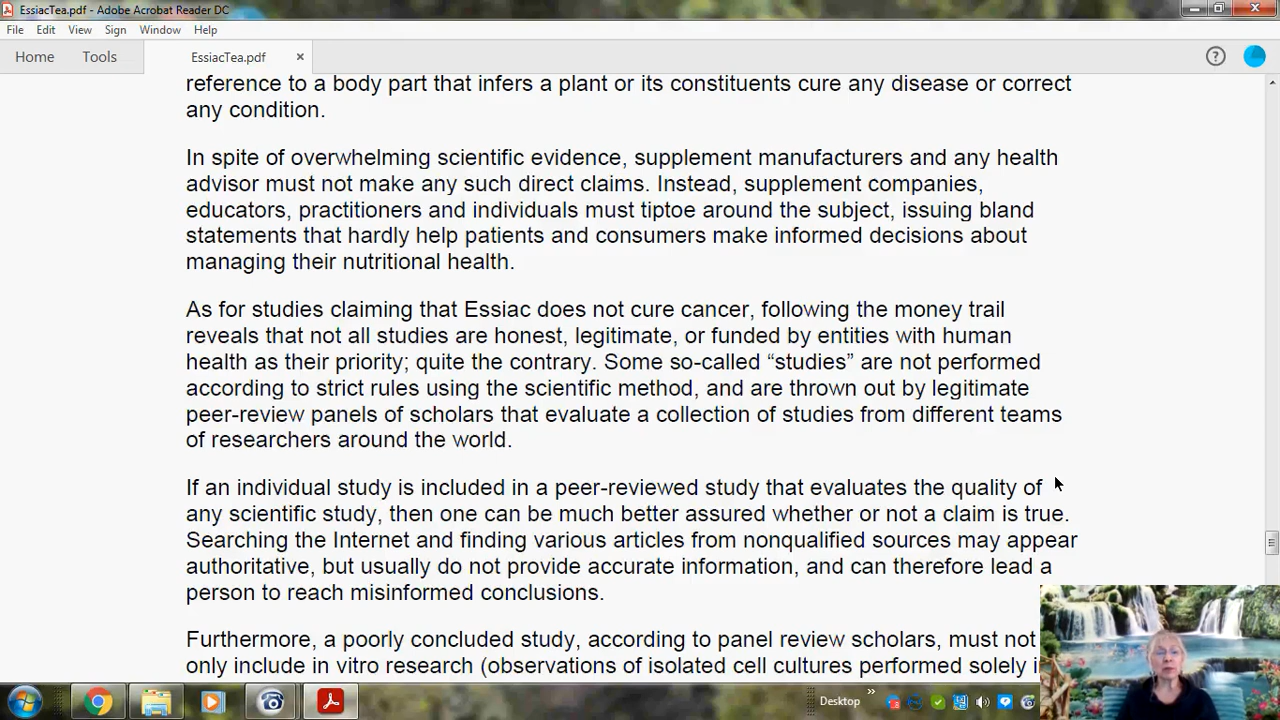 EssiacTea.pdf - Adobe Acrobat Reader DC
File Edit View Sign Window Help
Home Tools EssiacTea.pdf
reference to a body part that infers a plant or its constituents cure any disease or correct
any condition.
In spite of overwhelming scientific evidence, supplement manufacturers and any health
advisor must not make any such direct claims. Instead, supplement companies,
educators, practitioners and individuals must tiptoe around the subject, issuing bland
statements that hardly help patients and consumers make informed decisions about
managing their nutritional health.
As for studies claiming that Essiac does not cure cancer, following the money trail
reveals that not all studies are honest, legitimate, or funded by entities with human
health as their priority; quite the contrary. Some so-called “studies” are not performed
according to strict rules using the scientific method, and are thrown out by legitimate
peer-review panels of scholars that evaluate a collection of studies from different teams
of researchers around the world.
If an individual study is included in a peer-reviewed study that evaluates the quality of
any scientific study, then one can be much better assured whether or not a claim is true.
Searching the Internet and finding various articles from nonqualified sources may appear
authoritative, but usually do not provide accurate information, and can therefore lead a
person to reach misinformed conclusions.
Furthermore, a poorly concluded study, according to panel review scholars, must not
only include in vitro research (observations of isolated cell cultures performed solely i
Desktop